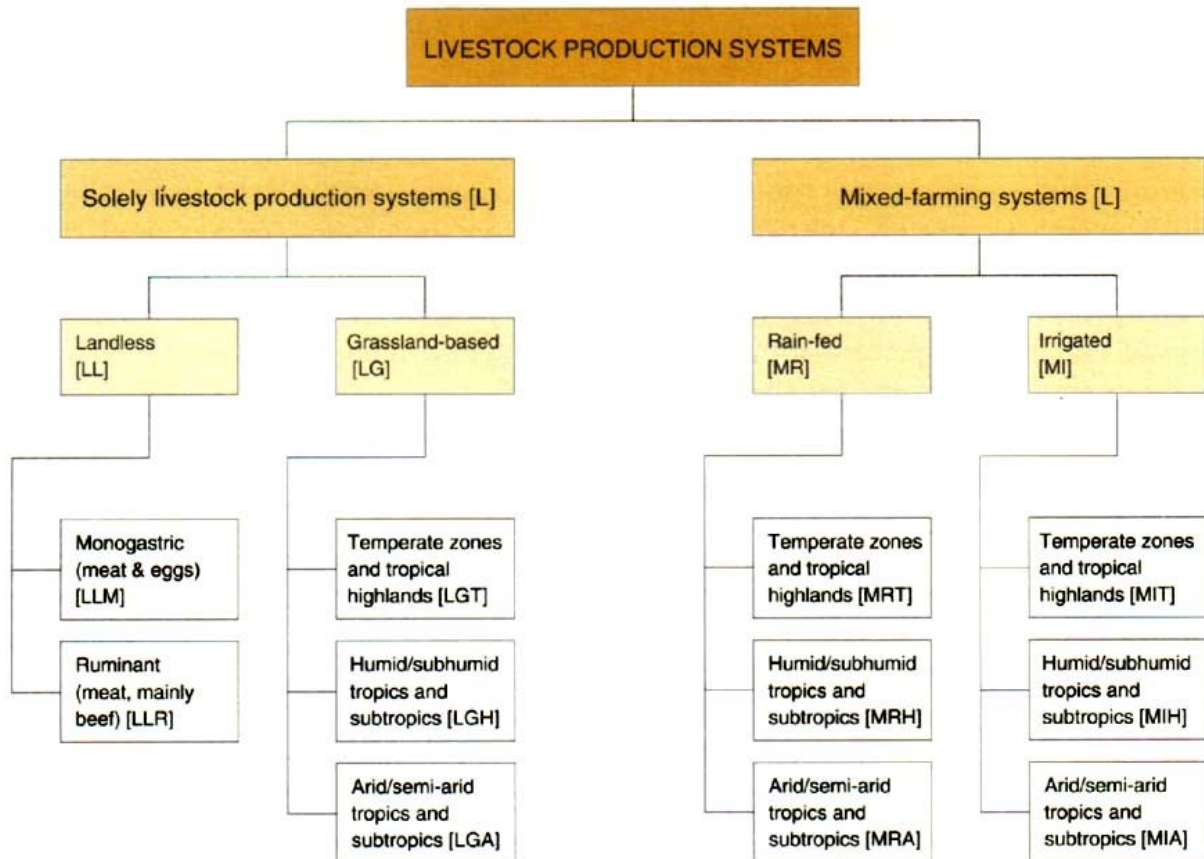 LIVESTOCK PRODUCTION SYSTEMS
Solely livestock production systems [L]
Mixed-farming systems [L]
Landless
[LL]
Grassland-based
[LG]
Rain-fed
[MR]
Irrigated
[MI]
Monogastric
(meat & eggs)
[LLM]
Temperate zones
and tropical
highlands [LGT]
Temperate zones
and tropical
highlands [MRT]
Temperate zones
and tropical
highlands [MIT]
Ruminant
(meat, mainly
beef) [LLR]
Humid/subhumid
tropics and
subtropics [LGH]
Humid/subhumid
tropics and
subtropics [MRH]
Humid/subhumid
tropics and
subtropics [MIH]
Arid/semi-arid
tropics and
subtropics [LGA]
Arid/semi-arid
tropics and
subtropics [MRA]
Arid/semi-arid
tropics and
subtropics [MIA]